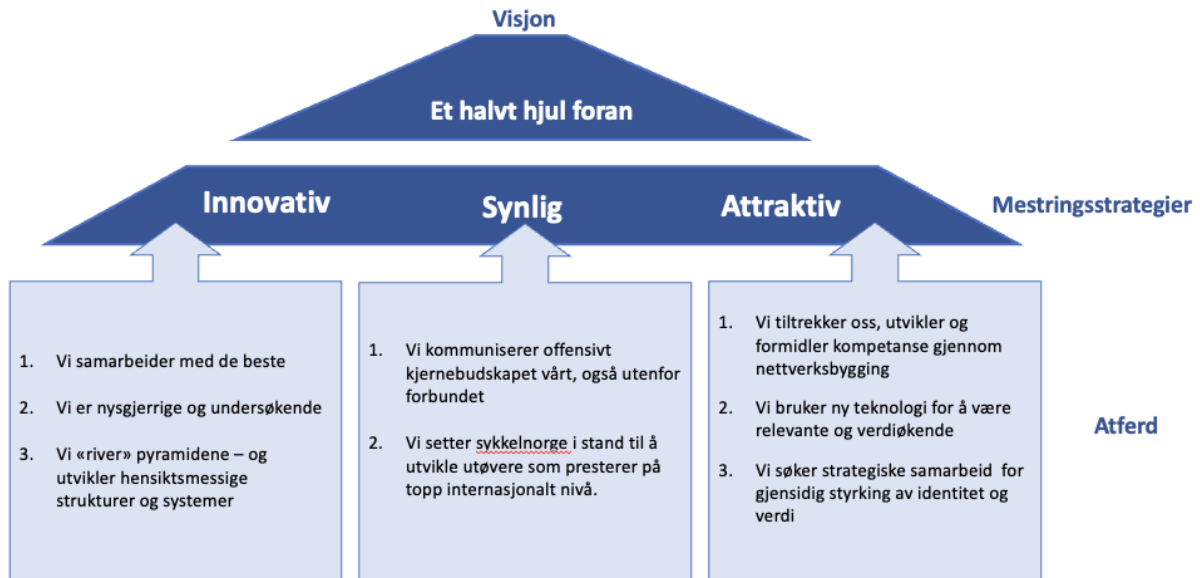 Visjon
Et halvt hjul foran
Innovativ
Synlig
Attraktiv
Mestringsstrategier
1. Vi samarbeider med de beste
2. Vi er nysgjerrige og undersøkende
3. Vi «river» pyramidene – og
utvikler hensiktsmessige
strukturer og systemer
1. Vi kommuniserer offensivt
kjernebudskapet vårt, også utenfor
forbundet
2. Vi setter sykkelnorge i stand til å
utvikle utøvere som presterer på
topp internasjonalt nivå.
1. Vi tiltrekker oss, utvikler og
formidler kompetanse gjennom
nettverksbygging
2. Vi bruker ny teknologi for å være
relevante og verdiøkende
3. Vi søker strategiske samarbeid for
gjensidig styrking av identitet og
verdi
Atferd